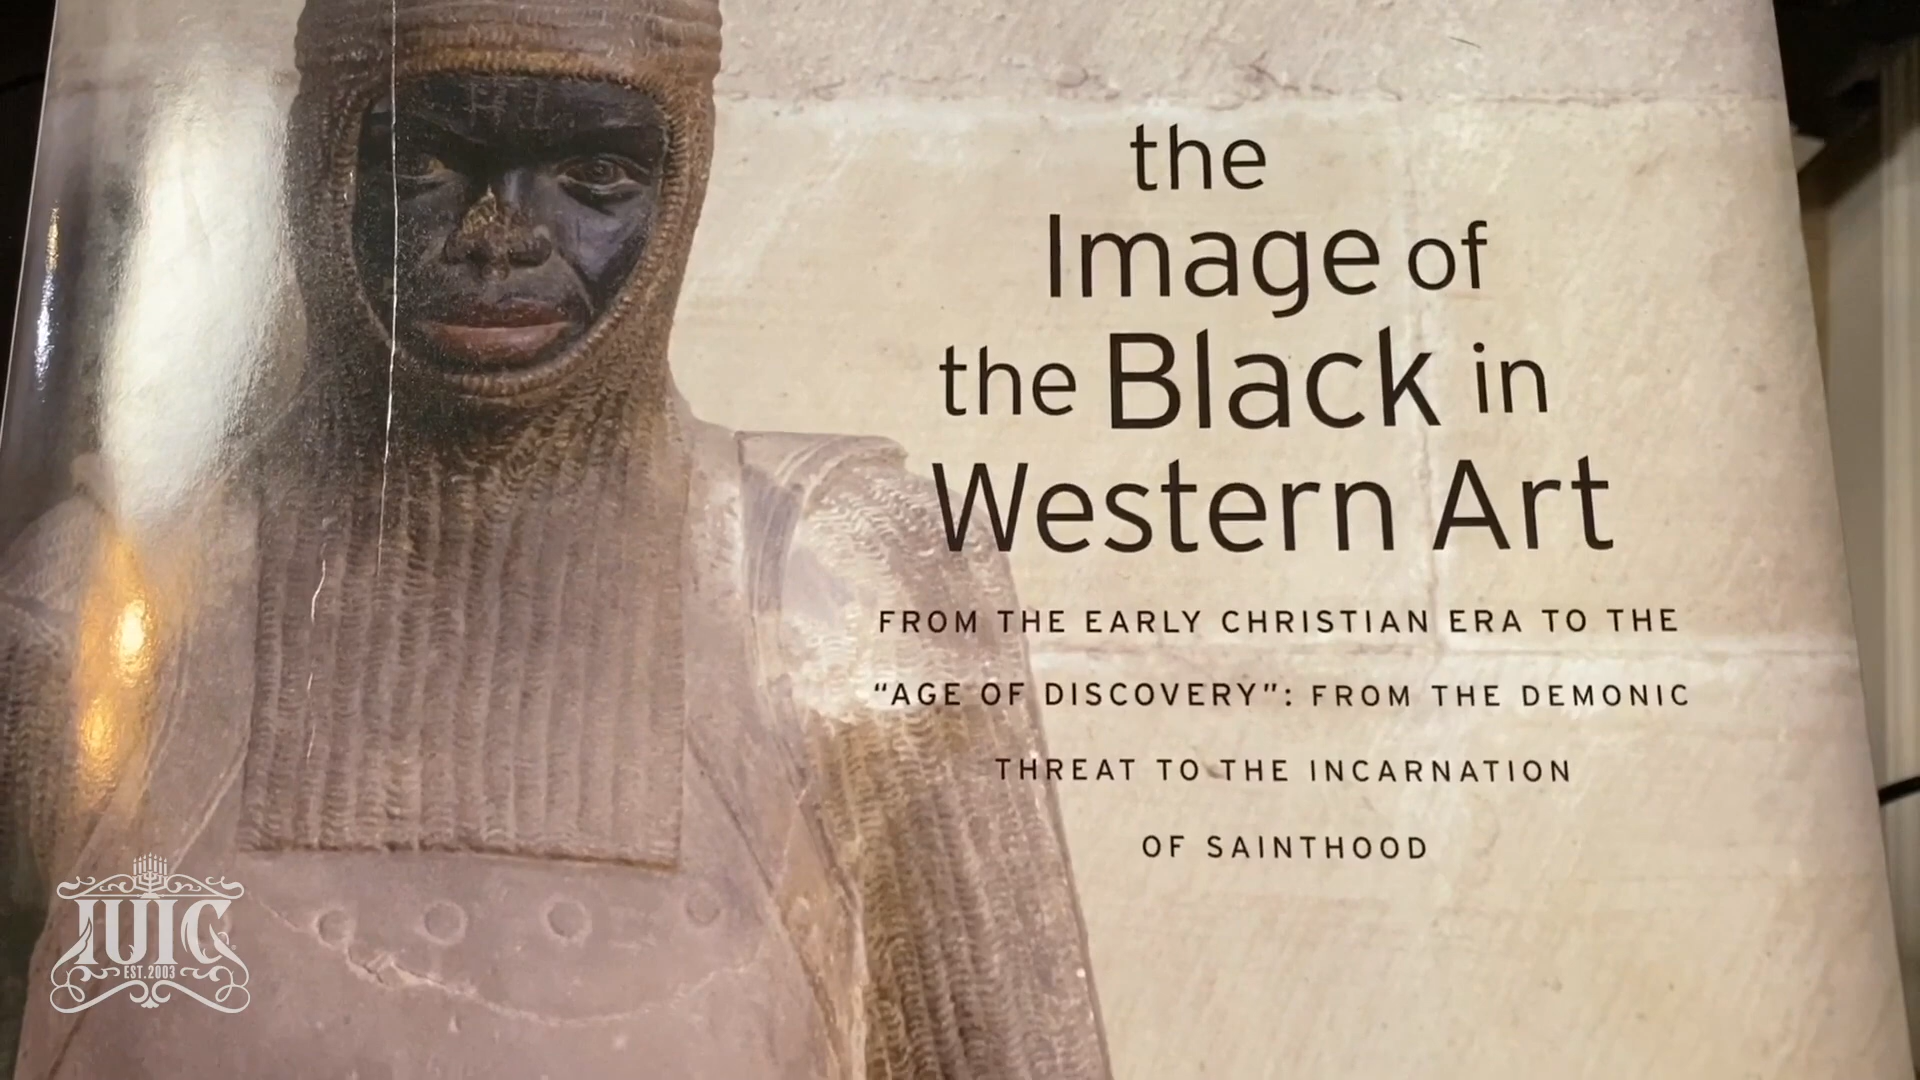 the
Image of
the Black in
Western Art
FROM THE EARLY CHRISTIAN ERA TO THE
“AGE OF DISCOVERY”: FROM THE DEMONIC
THREAT TO THE INCARNATION
OF SAINTHOOD
IUIC
EST. 2003